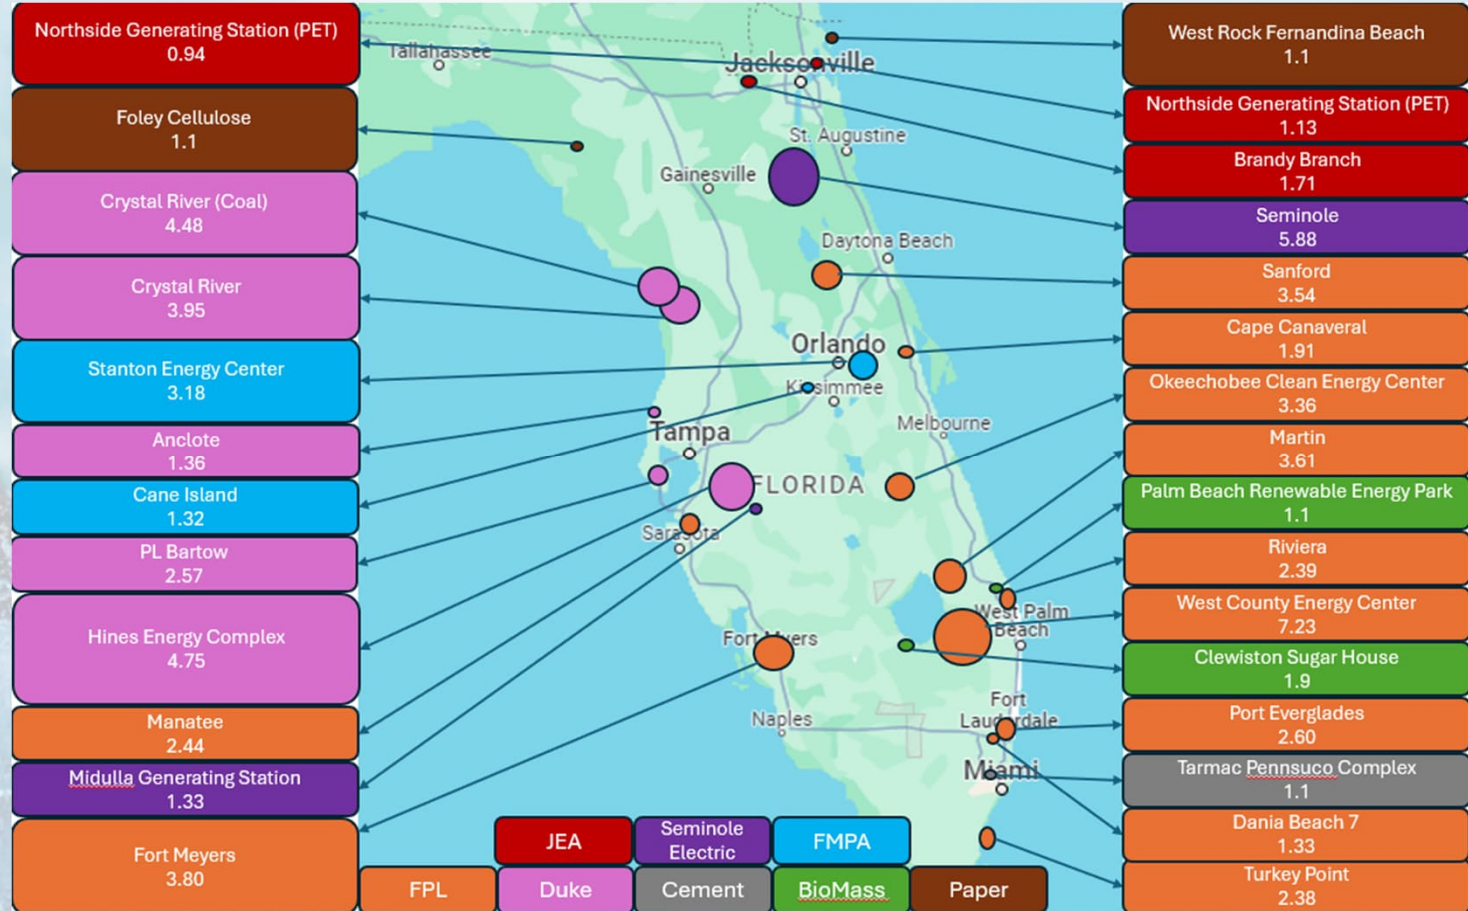 Northside Generating Station (PET)
0.94
Foley Cellulose
1.1
Crystal River (Coal)
4.48
Crystal River
3.95
Stanton Energy Center
3.18
Anclote
1.36
Cane Island
1.32
PL Bartow
2.57
Hines Energy Complex
4.75
Manatee
2.44
Midulla Generating Station
1.33
Fort Meyers
3.80
Tallahassee
Jacksonville
St. Augustine
Gainesville
Daytona Beach
Orlando
Kissimmee
Melbourne
Tampa
FLORIDA
Sarasota
West Palm
Beach
Fort Myers
Fort
Lauderdale
Naples
Miami
JEA
Seminole
Electric
FMPA
FPL
Duke
Cement
BioMass
Paper
West Rock Fernandina Beach
1.1
Northside Generating Station (PET)
1.13
Brandy Branch
1.71
Seminole
5.88
Sanford
3.54
Cape Canaveral
1.91
Okeechobee Clean Energy Center
3.36
Martin
3.61
Palm Beach Renewable Energy Park
1.1
Riviera
2.39
West County Energy Center
7.23
Clewiston Sugar House
1.9
Port Everglades
2.60
Tarmac Pennsuco Complex
1.1
Dania Beach 7
1.33
Turkey Point
2.38